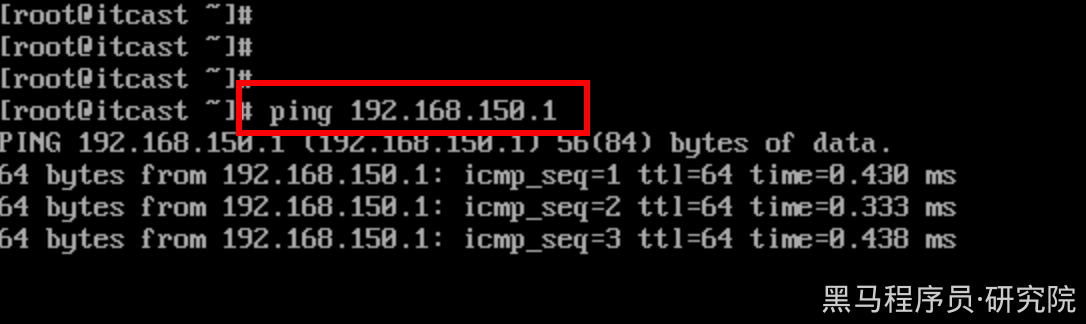 [root@itcast ~]#
[root@itcast ~]#
[root@itcast ~]#
[root@itcast ~]# ping 192.168.150.1
PING 192.168.150.1 (192.168.150.1) 56(84) bytes of data.
64 bytes from 192.168.150.1: icmp_seq=1 ttl=64 time=0.430 ms
64 bytes from 192.168.150.1: icmp_seq=2 ttl=64 time=0.333 ms
64 bytes from 192.168.150.1: icmp_seq=3 ttl=64 time=0.438 ms
黑马程序员·研究院